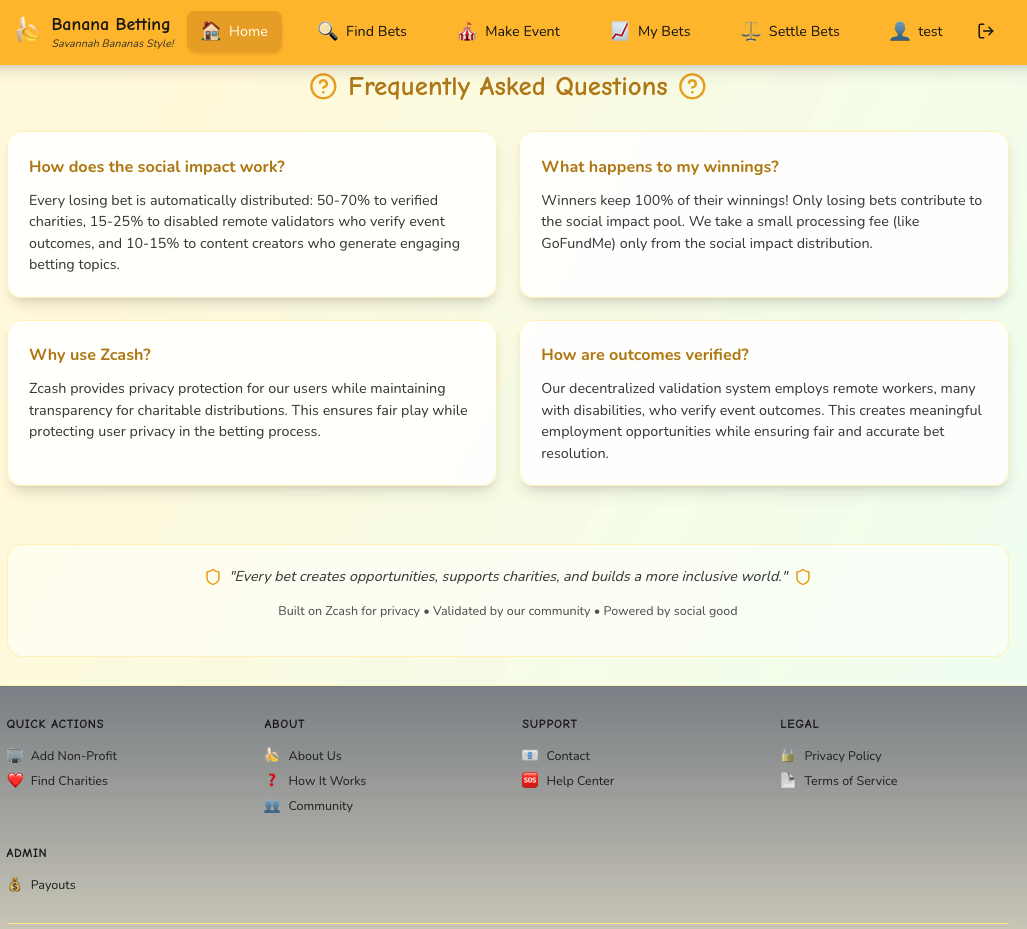 Banana Betting
Savannah Bananas Style!
Home
Find Bets
Make Event
My Bets
Settle Bets
test
Frequently Asked Questions
How does the social impact work?
Every losing bet is automatically distributed: 50-70% to verified
charities, 15-25% to disabled remote validators who verify event
outcomes, and 10-15% to content creators who generate engaging
betting topics.
What happens to my winnings?
Winners keep 100% of their winnings! Only losing bets contribute to
the social impact pool. We take a small processing fee (like
GoFundMe) only from the social impact distribution.
Why use Zcash?
Zcash provides privacy protection for our users while maintaining
transparency for charitable distributions. This ensures fair play while
protecting user privacy in the betting process.
How are outcomes verified?
Our decentralized validation system employs remote workers, many
with disabilities, who verify event outcomes. This creates meaningful
employment opportunities while ensuring fair and accurate bet
resolution.
"Every bet creates opportunities, supports charities, and builds a more inclusive world."
Built on Zcash for privacy • Validated by our community • Powered by social good
QUICK ACTIONS
Add Non-Profit
Find Charities
ABOUT
About Us
How It Works
Community
SUPPORT
Contact
SOS Help Center
LEGAL
Privacy Policy
Terms of Service
ADMIN
Payouts